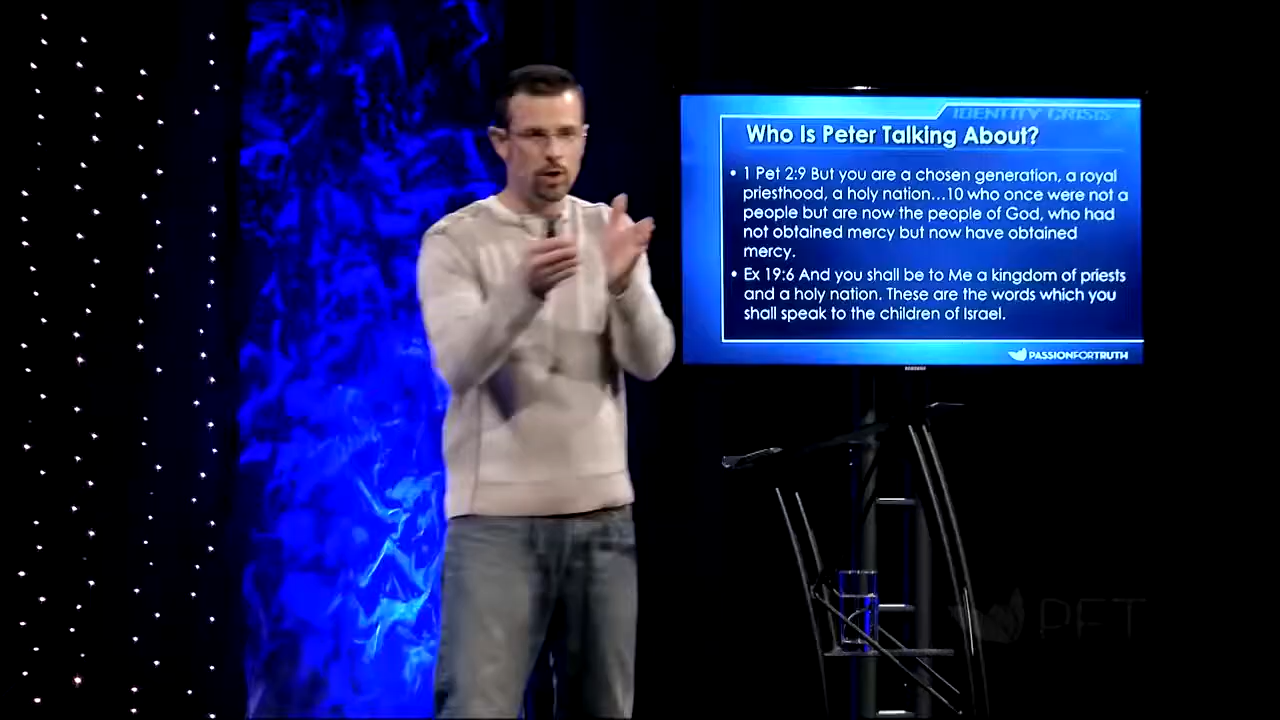 IDENTITY CRISIS
Who Is Peter Talking About?
• 1 Pet 2:9 But you are a chosen generation, a royal
priesthood, a holy nation...10 who once were not a
people but are now the people of God, who had
not obtained mercy but now have obtained
mercy.
• Ex 19:6 And you shall be to Me a kingdom of priests
and a holy nation. These are the words which you
shall speak to the children of Israel.
PASSIONFORTRUTH
PFT